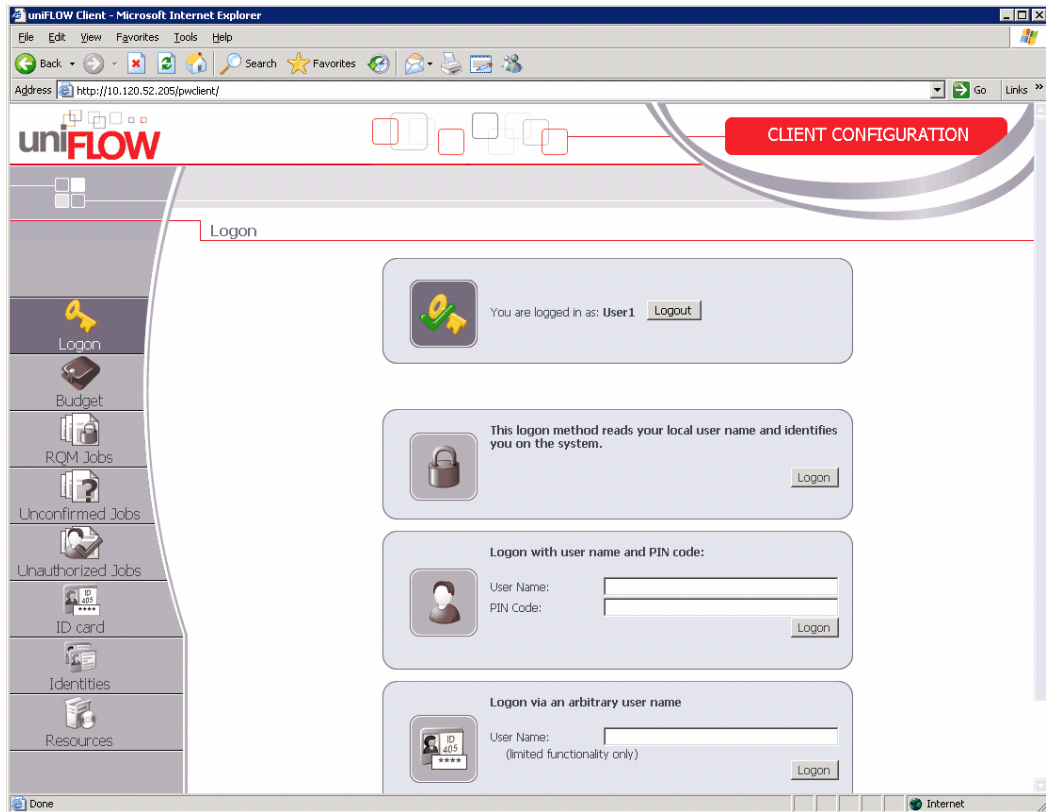 uniFLOW Client - Microsoft Internet Explorer
File Edit View Favorites Tools Help
Back Search Favorites
Address http://10.120.52.205/pwclient/ Go Links »
uniFLOW
CLIENT CONFIGURATION
Logon
You are logged in as: User1 Logout
Logon
Budget
RQM Jobs
Unconfirmed Jobs
Unauthorized Jobs
ID 405 ****
ID card
Identities
Resources
This logon method reads your local user name and identifies
you on the system.
Logon
Logon with user name and PIN code:
User Name:
PIN Code:
Logon
Logon via an arbitrary user name
ID
405
****
User Name:
(limited functionality only)
Logon
Done Internet